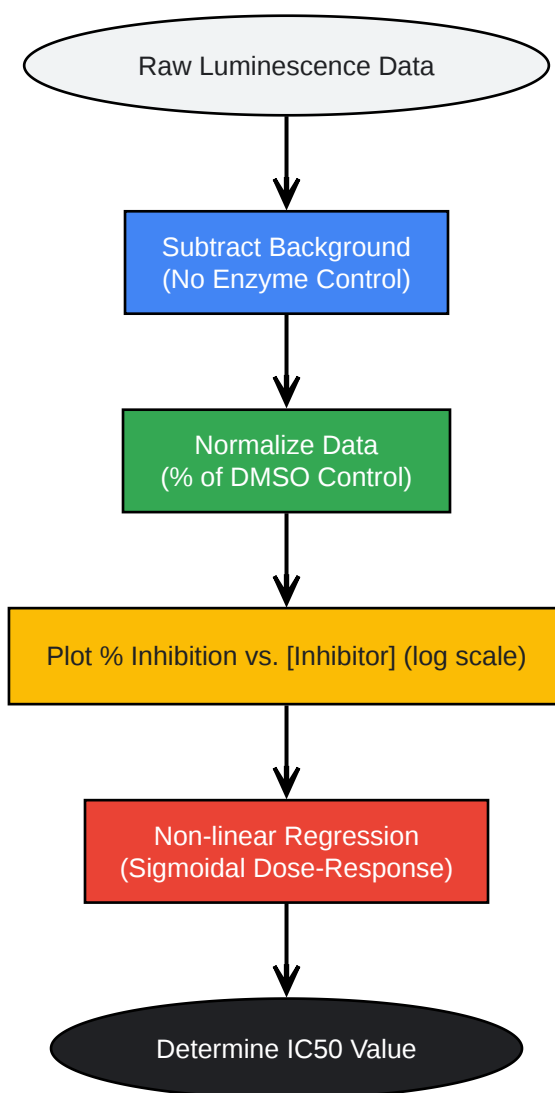 Raw Luminescence Data
Subtract Background
(No Enzyme Control)
Normalize Data
(% of DMSO Control)
Plot % Inhibition vs. [Inhibitor] (log scale)
Non-linear Regression
(Sigmoidal Dose-Response)
Determine IC50 Value